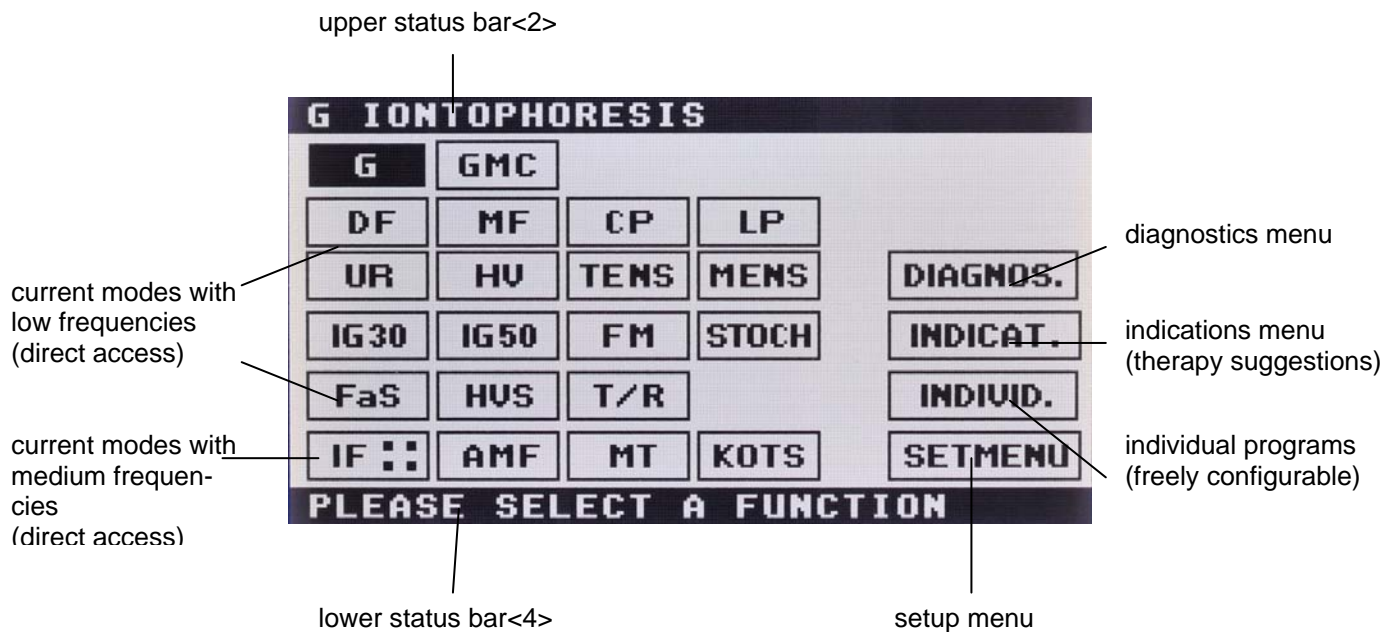 upper status bar<2>
G IONTOPHORESIS
G GMC
DF MF CP LP
UR HV TENS MENS DIAGNOS.
IG30 IG50 FM STOCH INDICAT.
FaS HVS T/R INDIVID.
IF AMF MT KOTS SETMENU
PLEASE SELECT A FUNCTION
current modes with
low frequencies
(direct access)
current modes with
medium frequen-
cies
(direct access)
diagnostics menu
indications menu
(therapy suggestions)
individual programs
(freely configurable)
lower status bar<4>
setup menu